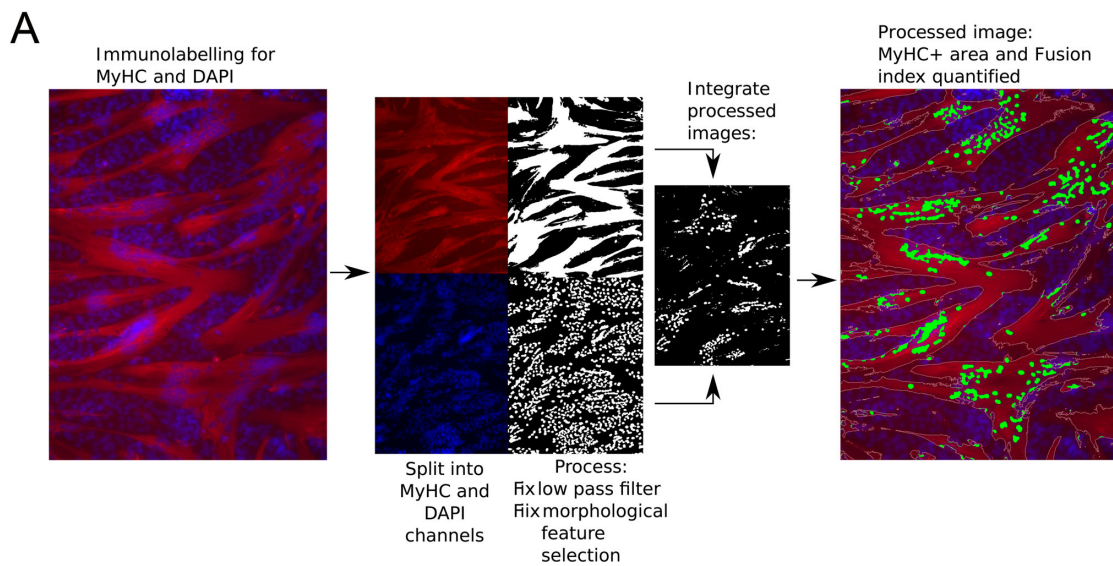 A
Immunolabelling for
MyHC and DAPI
Split into
MyHC and
DAPI
channels
Process:
Fix low pass filter
Fiix morphological
feature
selection
Integrate
processed
images:
Processed image:
MyHC+ area and Fusion
index quantified